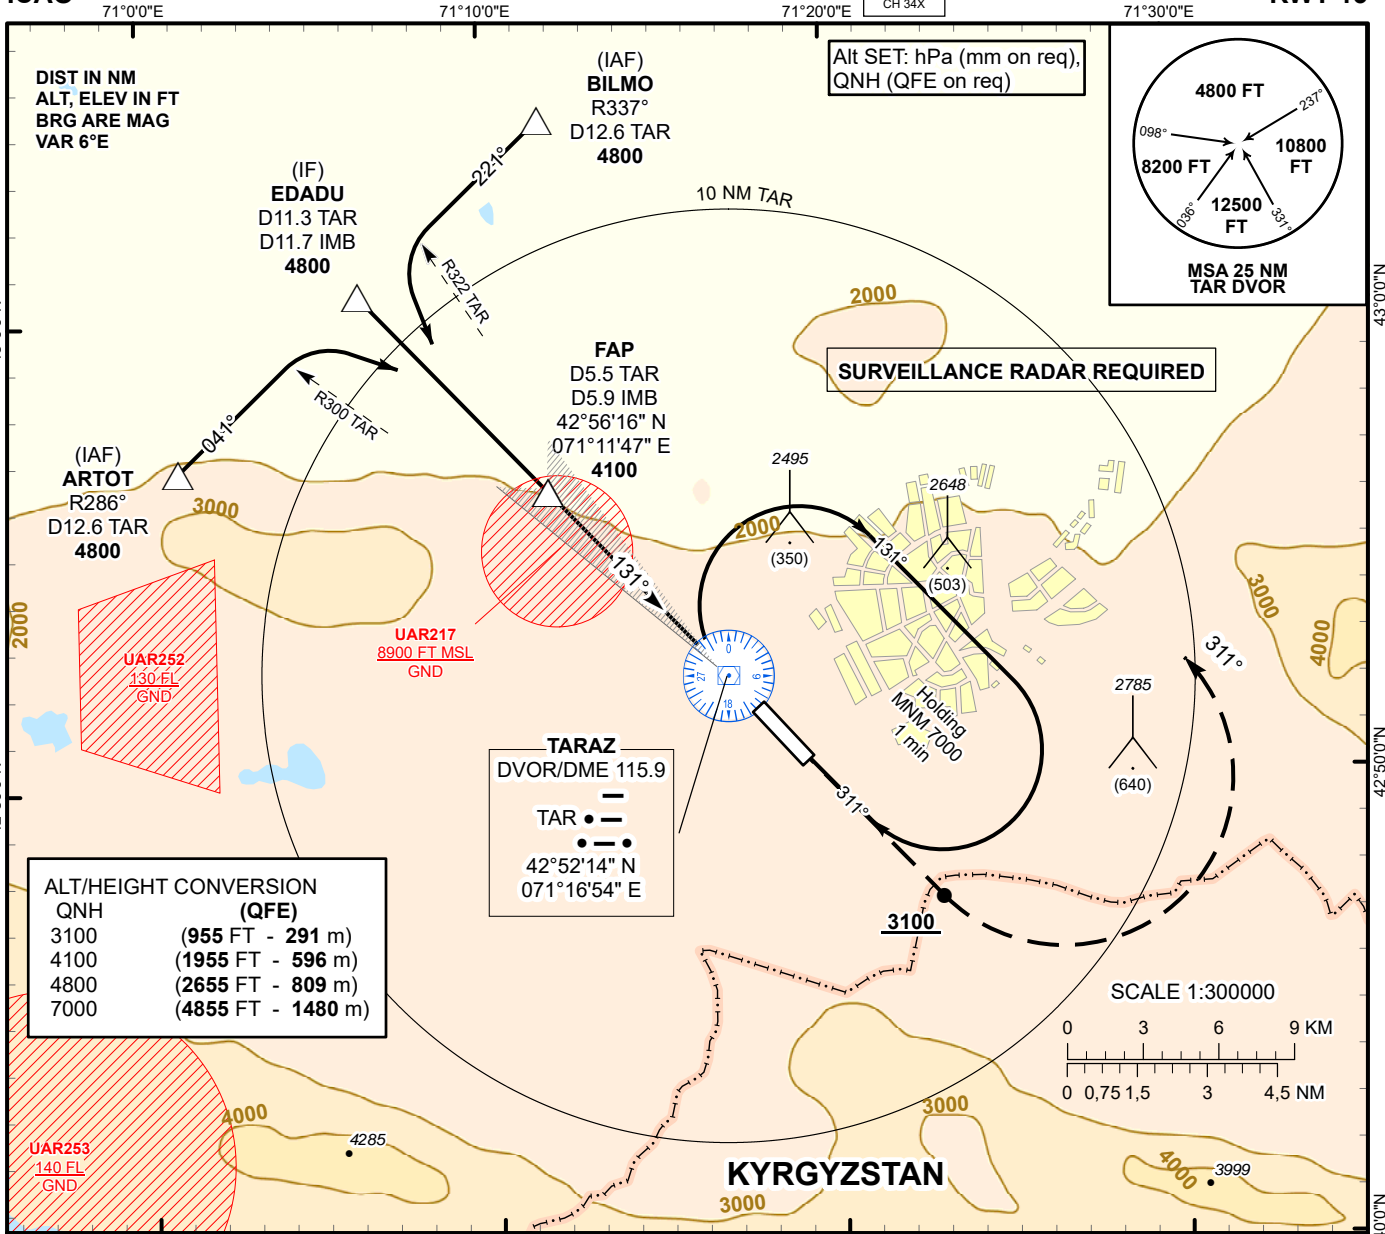 71°0'0"E
71°10'0"E
71°20'0"E
71°30'0"E
CH 34X
DIST IN NM
ALT, ELEV IN FT
BRG ARE MAG
VAR 6°E
(IAF)
BILMO
R337°
D12.6 TAR
4800
221°
(IF)
EDADU
D11.3 TAR
D11.7 IMB
4800
Alt SET: hPa (mm on req),
QNH (QFE on req)
4800 FT
237°
098°
10800
FT
8200 FT
036°
12500
FT
331°
MSA 25 NM
TAR DVOR
10 NM TAR
R322 TAR
2000
43°0'0"N
SURVEILLANCE RADAR REQUIRED
FAP
D5.5 TAR
D5.9 IMB
42°56'16" N
071°11'47" E
4100
R300 TAR
041°
(IAF)
ARTOT
R286°
D12.6 TAR
4800
3000
2495
(350)
2000
2648
(503)
131°
131°
3000
4000
2000
UAR217
8900 FT MSL
GND
UAR252
130 FL
GND
0
9
18
27
311°
2785
(640)
Holding
MNM 7000
1 min
42°50'0"N
TARAZ
DVOR/DME 115.9
TAR
42°52'14" N
071°16'54" E
311°
3100
ALT/HEIGHT CONVERSION
QNH (QFE)
3100 (955 FT - 291 m)
4100 (1955 FT - 596 m)
4800 (2655 FT - 809 m)
7000 (4855 FT - 1480 m)
SCALE 1:300000
0 3 6 9 KM
0 0,75 1,5 3 4,5 NM
4000
4285
3000
UAR253
140 FL
GND
KYRGYZSTAN
3000
4000
3999